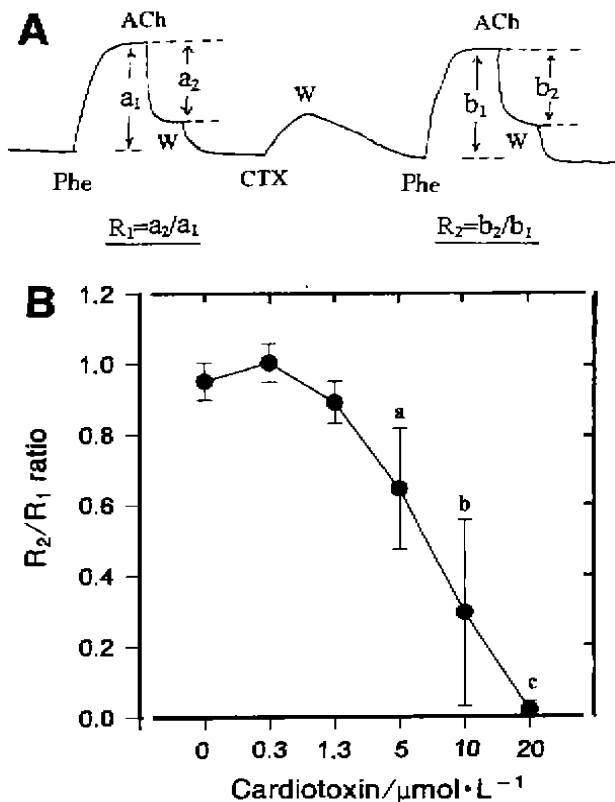 A
ACh
ACh
a₁
a₂
W
W
b₁
b₂
W
Phe
CTX
Phe
R₁=a₂/a₁
R₂=b₂/b₁
B
1.2
1.0
0.8
0.6
0.4
0.2
0.0
R₂/R₁ ratio
a
b
c
0 0.3 1.3 5 10 20
Cardiotoxin/μmol·L⁻¹